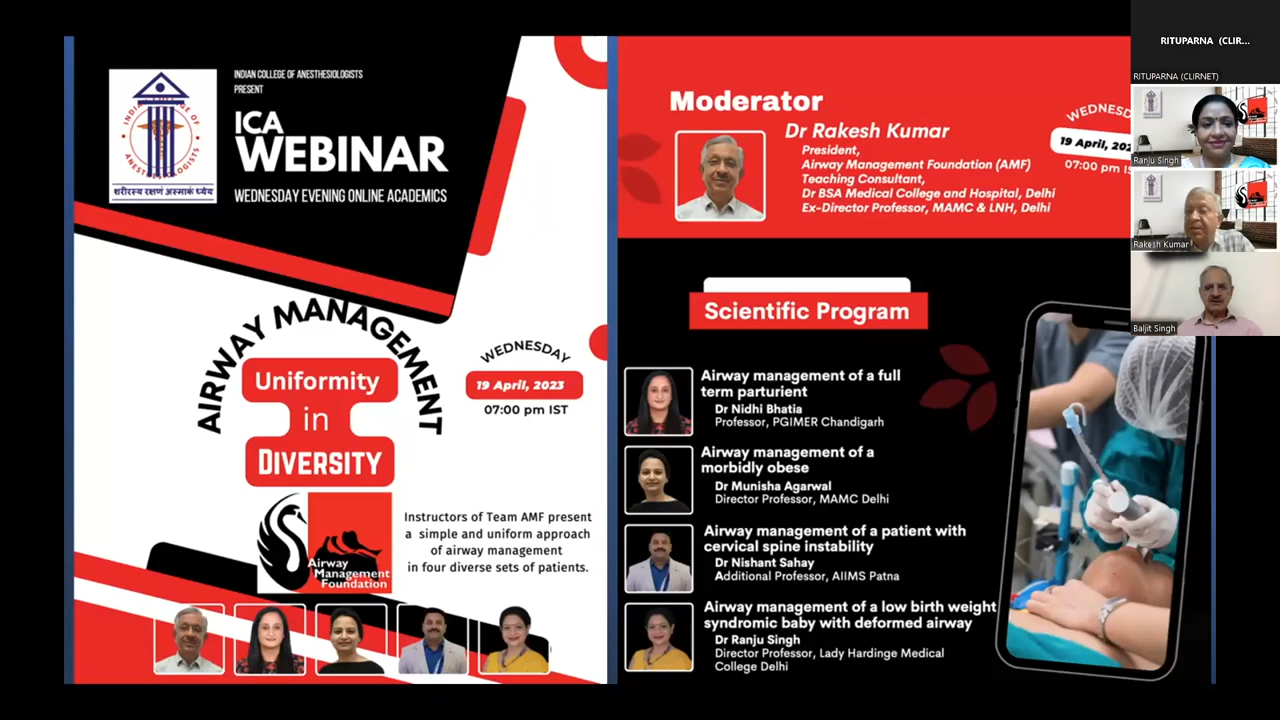 INDIAN COLLEGE OF ANESTHESIOLOGISTS
PRESENT
ICA
WEBINAR
WEDNESDAY EVENING ONLINE ACADEMICS
INDIAN COLLEGE OF
ANESTHESIOLOGISTS
शरीरस्य रक्षणं अस्माकं ध्येय
AIRWAY MANAGEMENT
Uniformity
in
DIVERSITY
WEDNESDAY
19 April, 2023
07:00 pm IST
Airway
Management
Foundation
Instructors of Team AMF present
a simple and uniform approach
of airway management
in four diverse sets of patients.
Moderator
Dr Rakesh Kumar
President,
Airway Management Foundation (AMF)
Teaching Consultant,
Dr BSA Medical College and Hospital, Delhi
Ex-Director Professor, MAMC & LNH, Delhi
WEDNESD
19 April, 202
07:00 pm IS
Scientific Program
Airway management of a full
term parturient
Dr Nidhi Bhatia
Professor, PGIMER Chandigarh
Airway management of a
morbidly obese
Dr Munisha Agarwal
Director Professor, MAMC Delhi
Airway management of a patient with
cervical spine instability
Dr Nishant Sahay
Additional Professor, AIIMS Patna
Airway management of a low birth weight
syndromic baby with deformed airway
Dr Ranju Singh
Director Professor, Lady Hardinge Medical
College Delhi
RITUPARNA (CLIR...
RITUPARNA (CLIRNET)
Ranju Singh
Rakesh Kumar
Baljit Singh